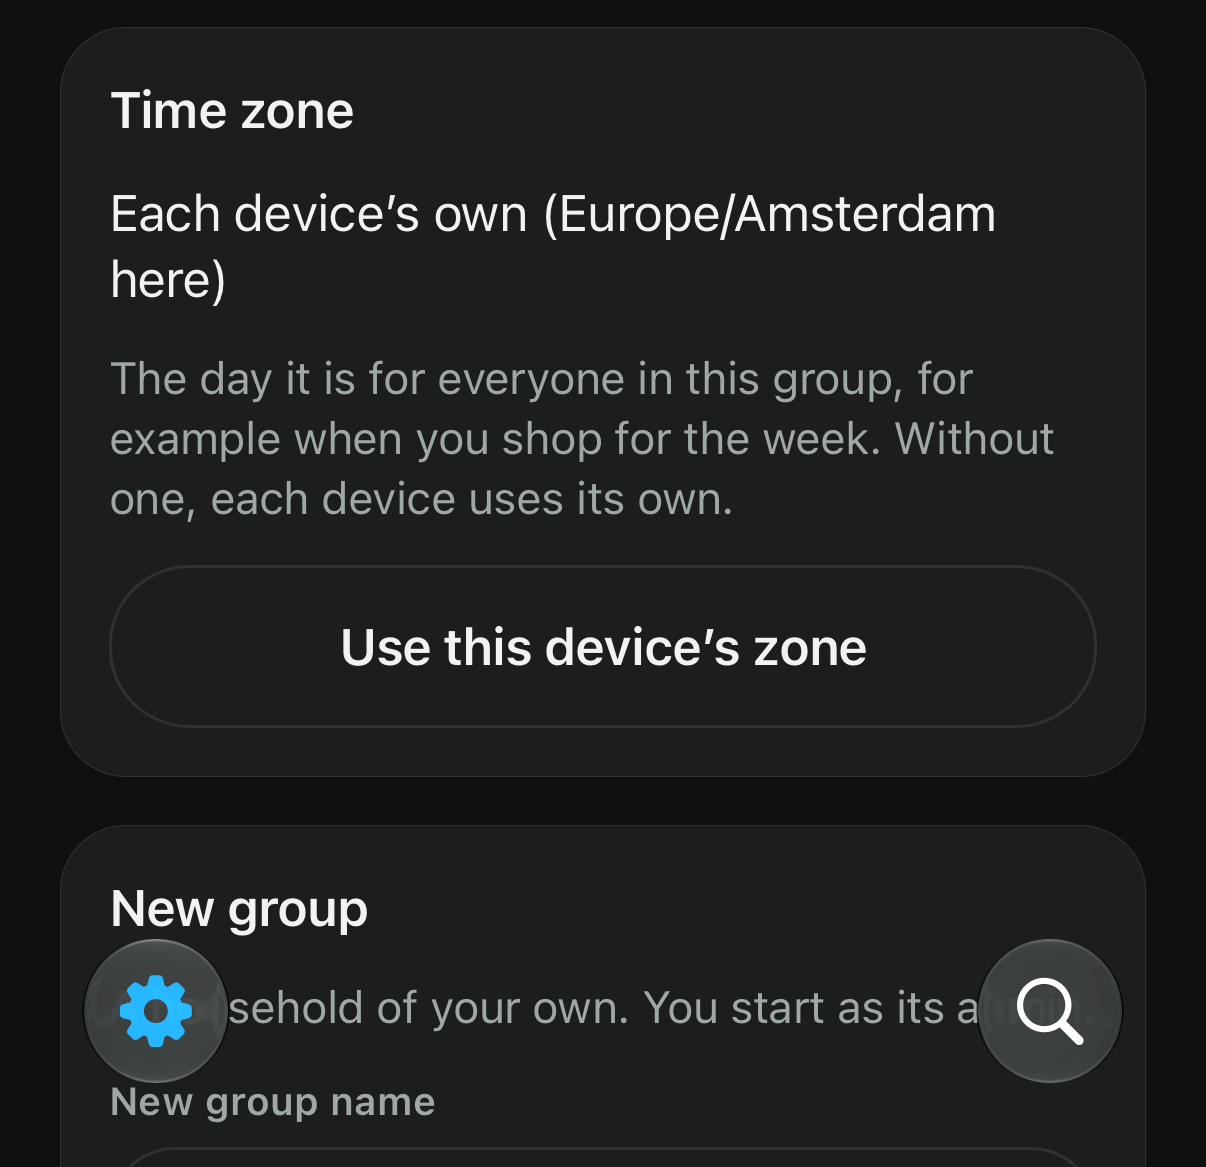 Time zone
Each device’s own (Europe/Amsterdam
here)
The day it is for everyone in this group, for
example when you shop for the week. Without
one, each device uses its own.
Use this device’s zone
New group
sehold of your own. You start as its a
New group name